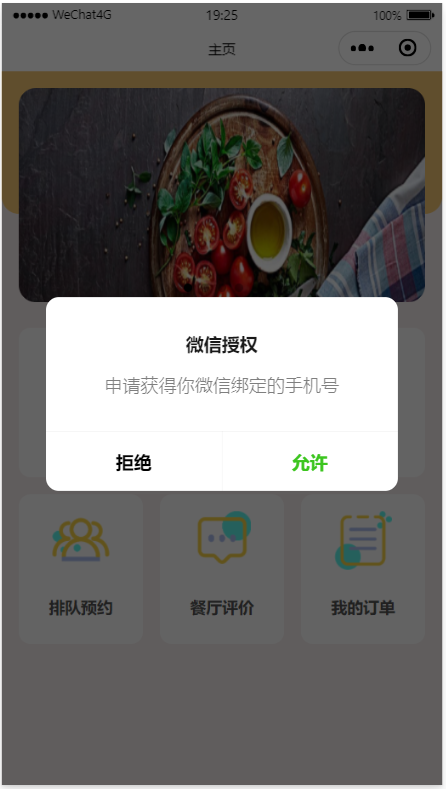 WeChat4G 19:25 100%
主页
微信授权
申请获得你微信绑定的手机号
拒绝 允许
排队预约 餐厅评价 我的订单